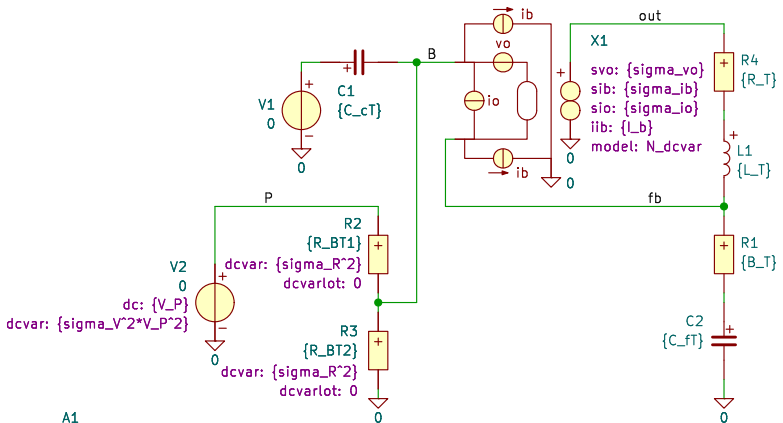 ib
out
vo
X1
B
svo: {sigma_vo}
sib: {sigma_ib}
sio: {sigma_io}
iib: {I_b}
model: N_dcvar
R4
{R_T}
C1
{C_cT}
V1
0
io
0
0
ib
0
L1
{L_T}
P
fb
R2
{R_BT1}
dcvar: {sigma_R^2}
dcvarlot: 0
R1
{B_T}
V2
0
dc: {V_P}
dcvar: {sigma_V^2*V_P^2}
0
R3
{R_BT2}
dcvar: {sigma_R^2}
dcvarlot: 0
C2
{C_fT}
A1
0
0